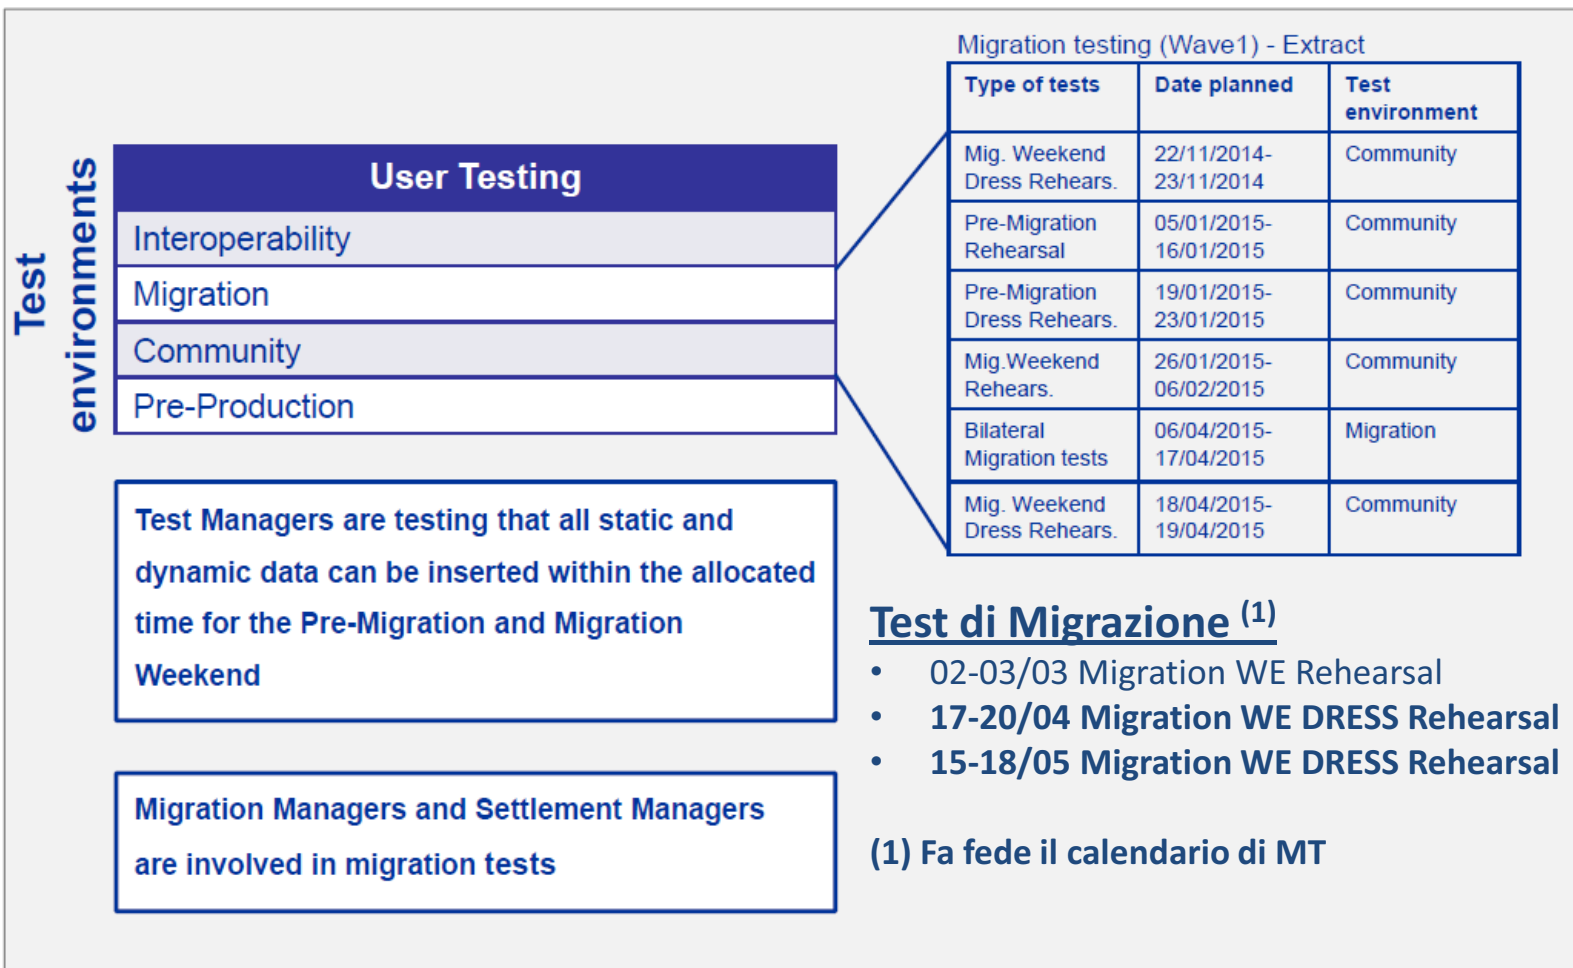 Test
environments
User Testing
Interoperability
Migration
Community
Pre-Production
Test Managers are testing that all static and
dynamic data can be inserted within the allocated
time for the Pre-Migration and Migration
Weekend
Migration Managers and Settlement Managers
are involved in migration tests
Migration testing (Wave1) - Extract
Type of tests Date planned Test
environment
Mig. Weekend 22/11/2014- Community
Dress Rehears. 23/11/2014
Pre-Migration 05/01/2015- Community
Rehearsal 16/01/2015
Pre-Migration 19/01/2015- Community
Dress Rehears. 23/01/2015
Mig.Weekend 26/01/2015- Community
Rehears. 06/02/2015
Bilateral 06/04/2015- Migration
Migration tests 17/04/2015
Mig. Weekend 18/04/2015- Community
Dress Rehears. 19/04/2015
Test di Migrazione (1)
• 02-03/03 Migration WE Rehearsal
• 17-20/04 Migration WE DRESS Rehearsal
• 15-18/05 Migration WE DRESS Rehearsal
(1) Fa fede il calendario di MT